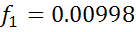 f₁ = 0.00998